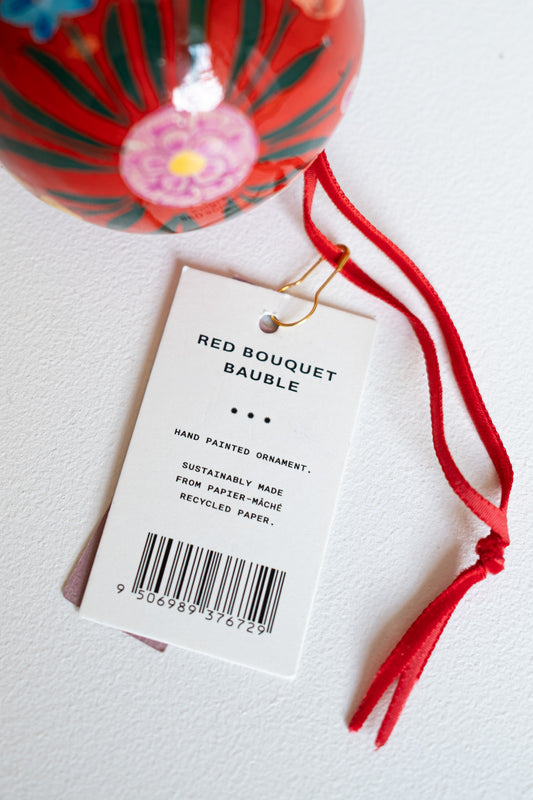 RED BOUQUET
BAUBLE
HAND PAINTED ORNAMENT.
SUSTAINABLY MADE
FROM PAPIER-MÂCHÉ
RECYCLED PAPER.
9 506989 376729